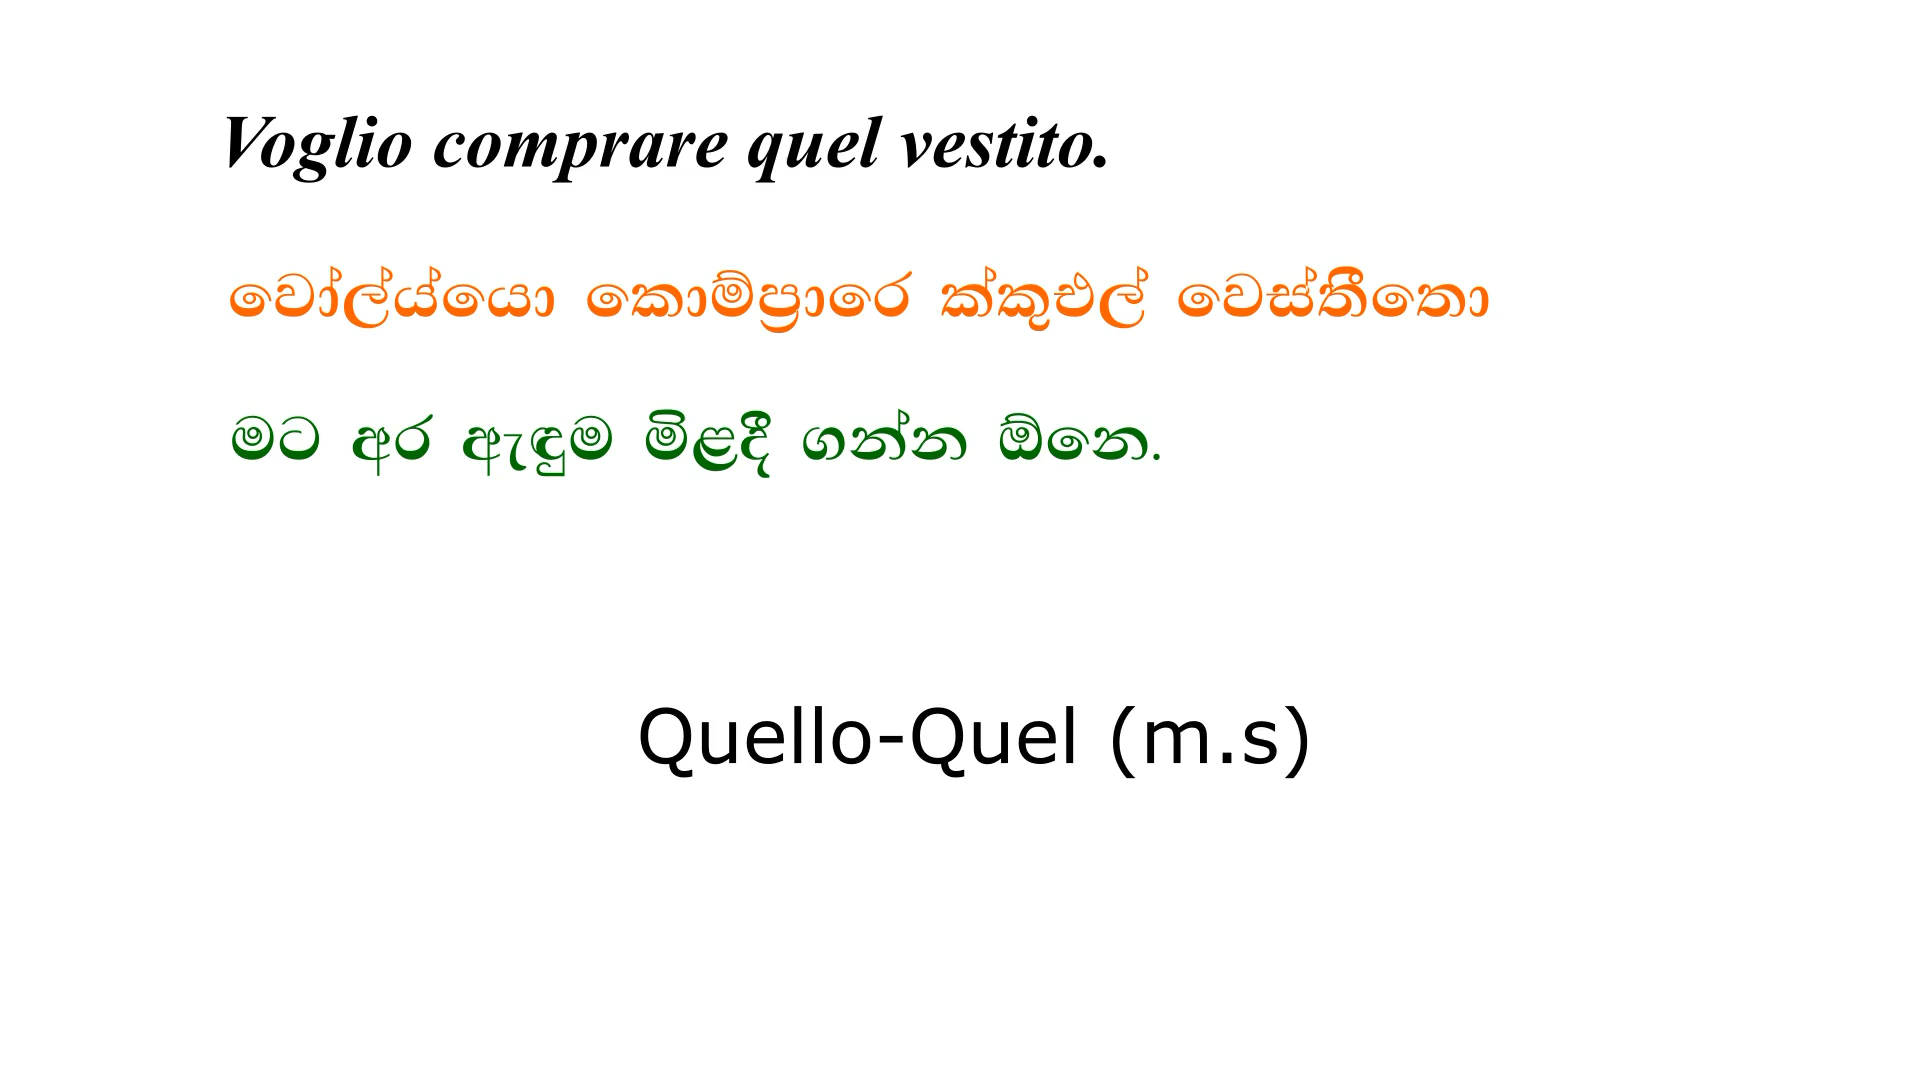 Voglio comprare quel vestito.
වෝල්ය්යො කොම්ප්‍රාරෙ ක්කුඑල් වෙස්තීතො
මට අර ඇඳුම මිළදී ගන්න ඕනෙ.
Quello-Quel (m.s)